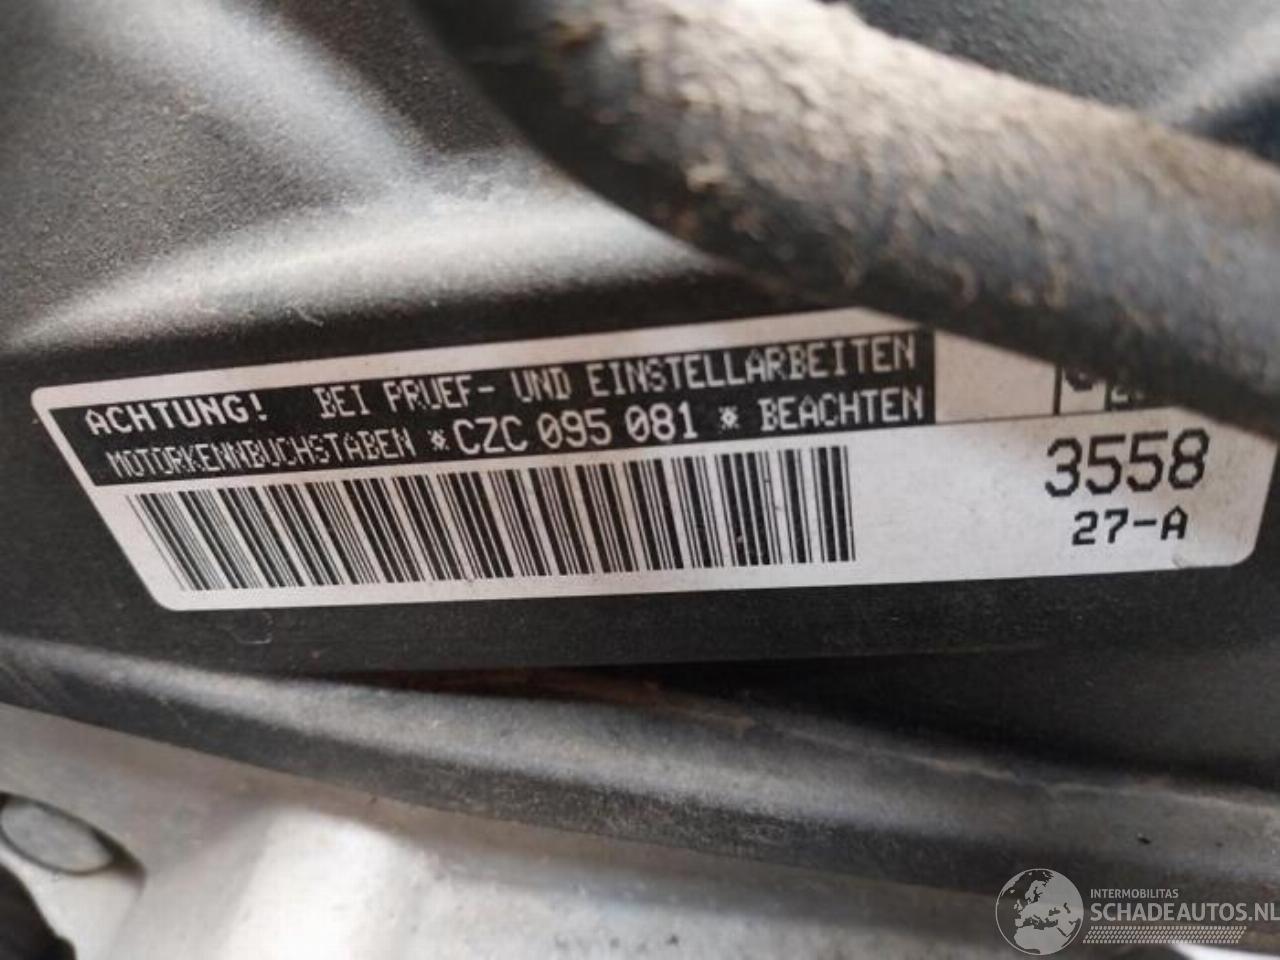 ACHTUNG! BEI PRUEF- UND EINSTELLARBEITEN
MOTORKENNBUCHSTABEN *CZC 095 081 * BEACHTEN
3558
27-A
INTERMOBILITAS
SCHADEAUTOS.NL